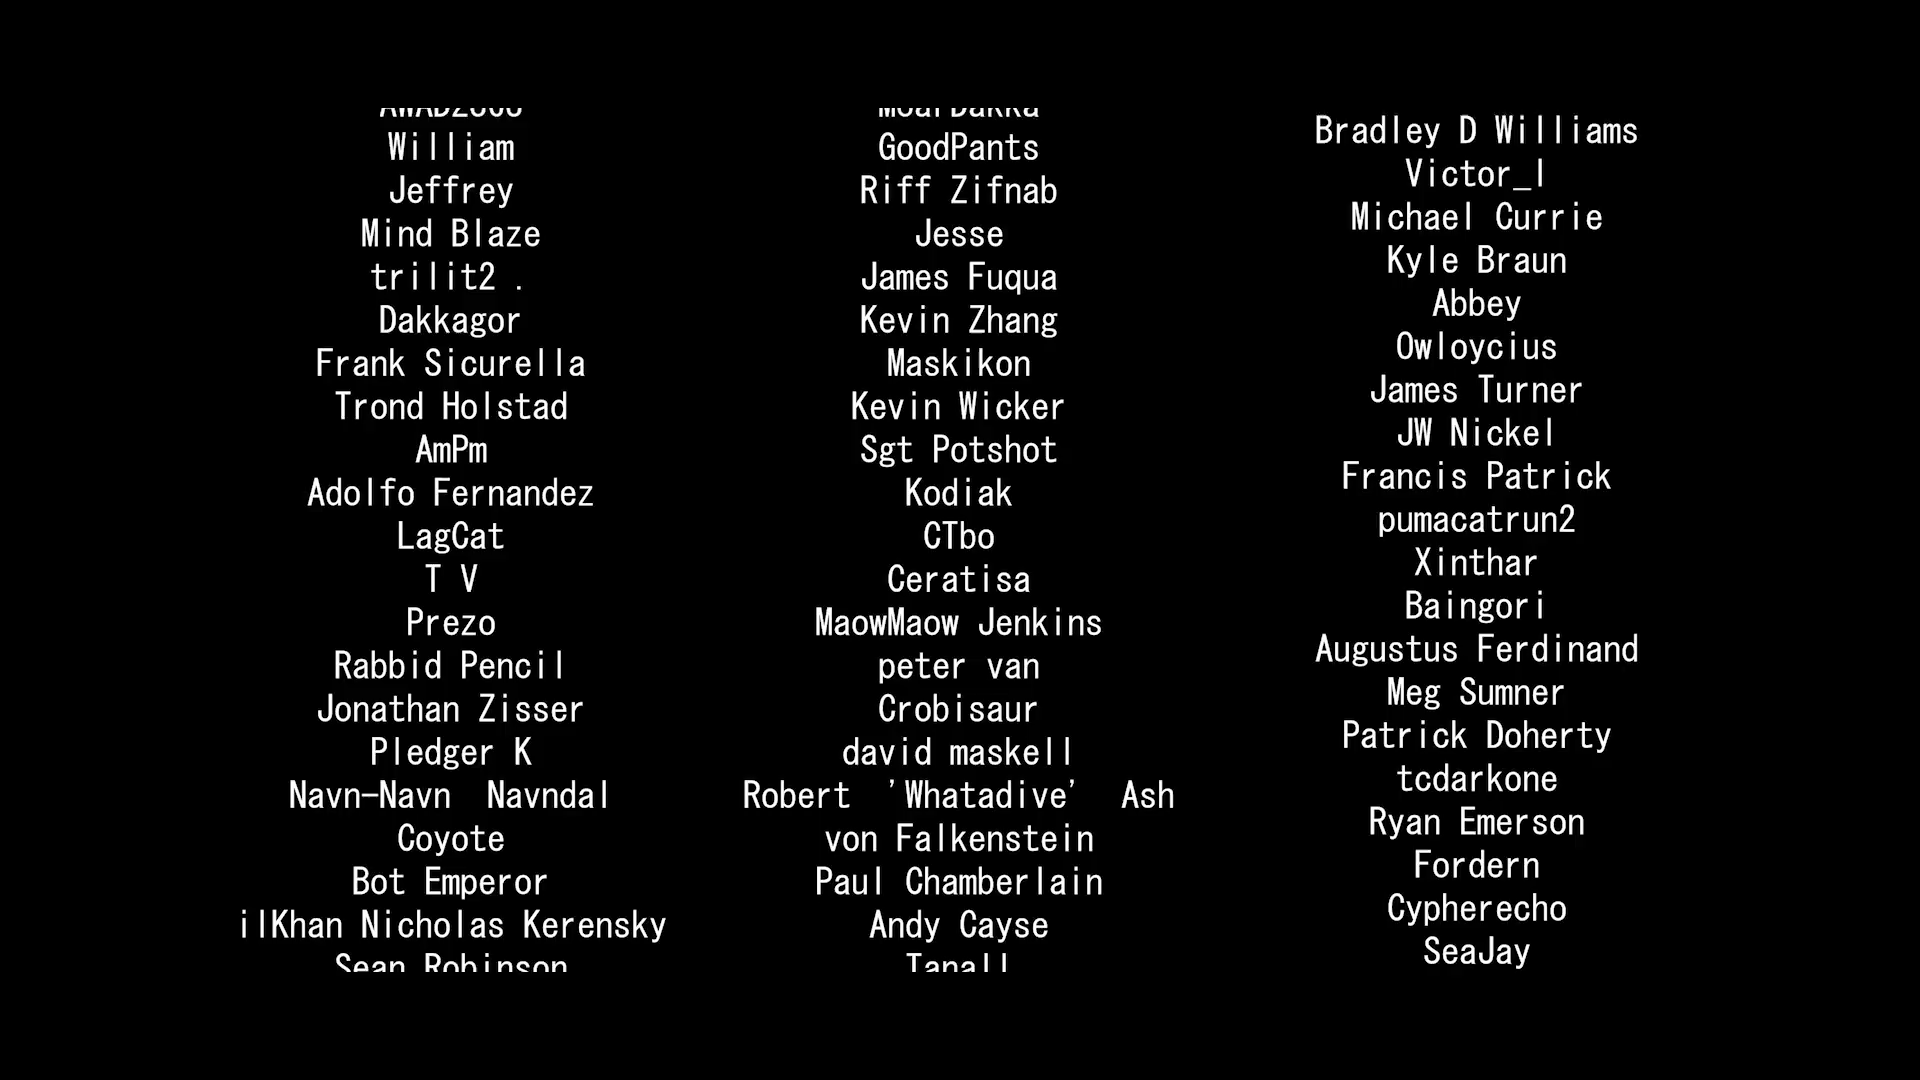 William
Jeffrey
Mind Blaze
trilit2 .
Dakkagor
Frank Sicurella
Trond Holstad
AmPm
Adolfo Fernandez
LagCat
T V
Prezo
Rabbid Pencil
Jonathan Zisser
Pledger K
Navn-Navn  Navndal
Coyote
Bot Emperor
ilKhan Nicholas Kerensky
Sean Robinson
MoarDakka
GoodPants
Riff Zifnab
Jesse
James Fuqua
Kevin Zhang
Maskikon
Kevin Wicker
Sgt Potshot
Kodiak
CTbo
Ceratisa
MaowMaow Jenkins
peter van
Crobisaur
david maskell
Robert  'Whatadive'  Ash
von Falkenstein
Paul Chamberlain
Andy Cayse
Bradley D Williams
Victor_l
Michael Currie
Kyle Braun
Abbey
Owloycius
James Turner
JW Nickel
Francis Patrick
pumacatrun2
Xinthar
Baingori
Augustus Ferdinand
Meg Sumner
Patrick Doherty
tcdarkone
Ryan Emerson
Fordern
Cypherecho
SeaJay